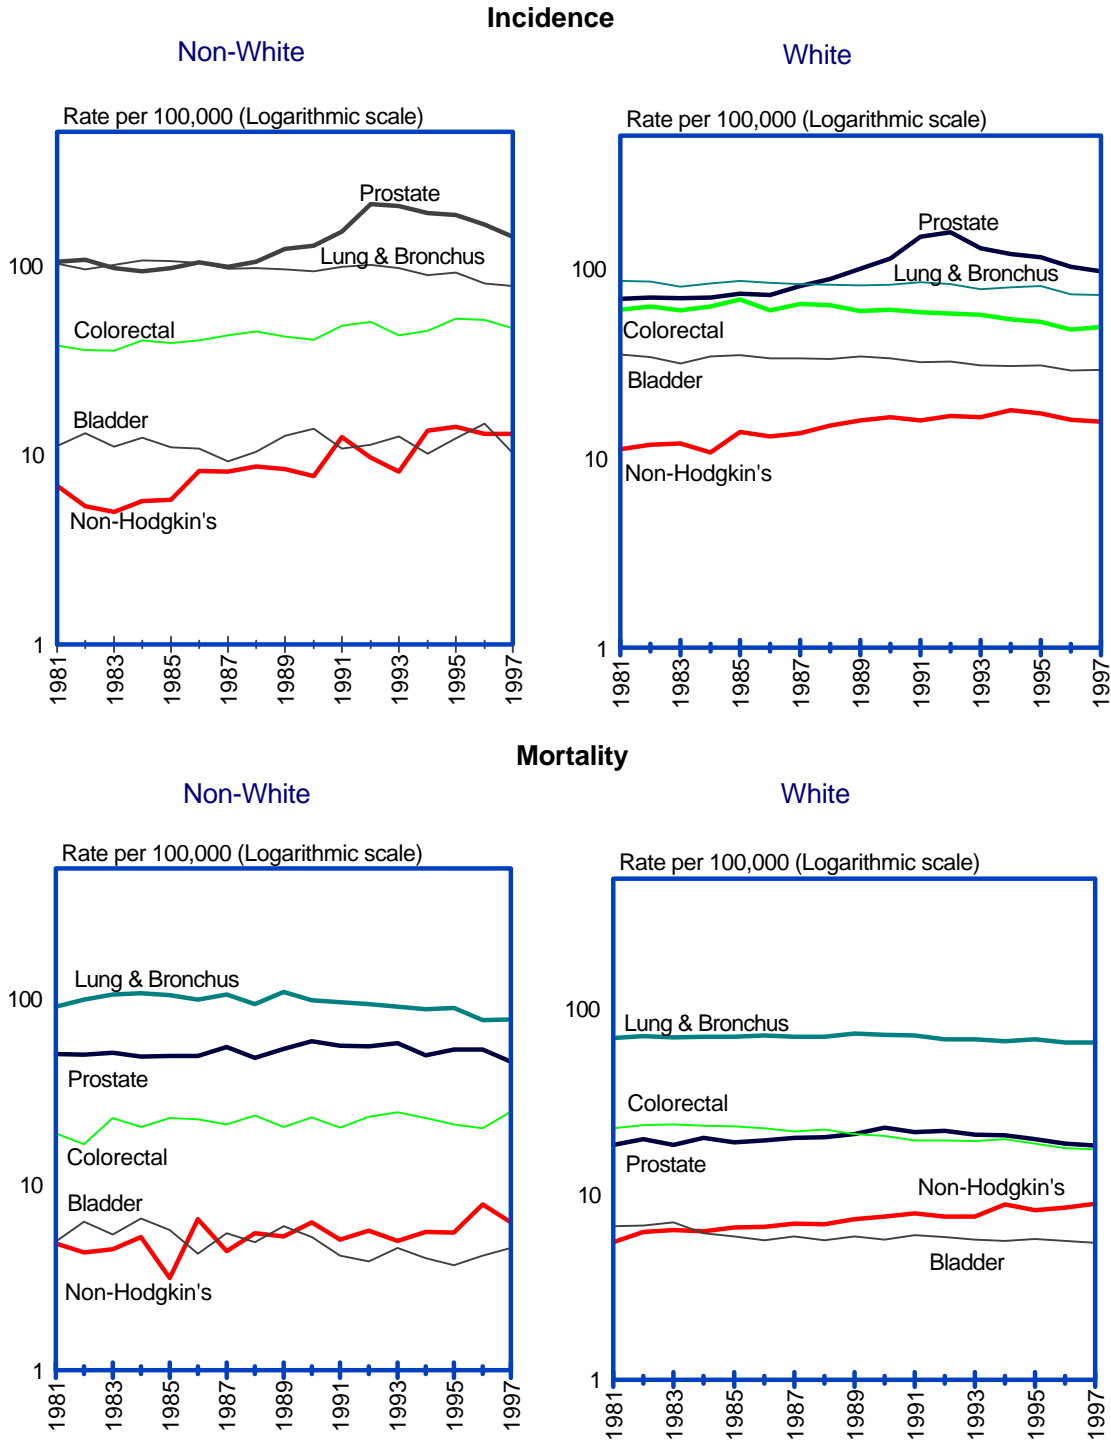 Incidence
Non-White
Rate per 100,000 (Logarithmic scale)
Prostate
Lung & Bronchus
Colorectal
Bladder
Non-Hodgkin's
100
10
1
1981
1983
1985
1987
1989
1991
1993
1995
1997
White
Rate per 100,000 (Logarithmic scale)
Prostate
Lung & Bronchus
Colorectal
Bladder
Non-Hodgkin's
100
10
1
1981
1983
1985
1987
1989
1991
1993
1995
1997
Mortality
Non-White
Rate per 100,000 (Logarithmic scale)
Lung & Bronchus
Prostate
Colorectal
Bladder
Non-Hodgkin's
100
10
1
1981
1983
1985
1987
1989
1991
1993
1995
1997
White
Rate per 100,000 (Logarithmic scale)
Lung & Bronchus
Colorectal
Prostate
Non-Hodgkin's
Bladder
100
10
1
1981
1983
1985
1987
1989
1991
1993
1995
1997